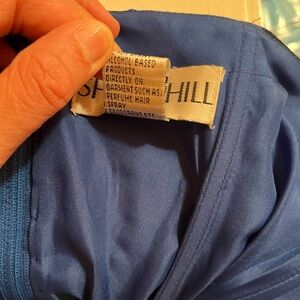 ALCOHOL BASED
PRODUCTS
DIRECTLY ON
GARMENT SUCH AS:
PERFUME HAIR
SPRAY
HILL